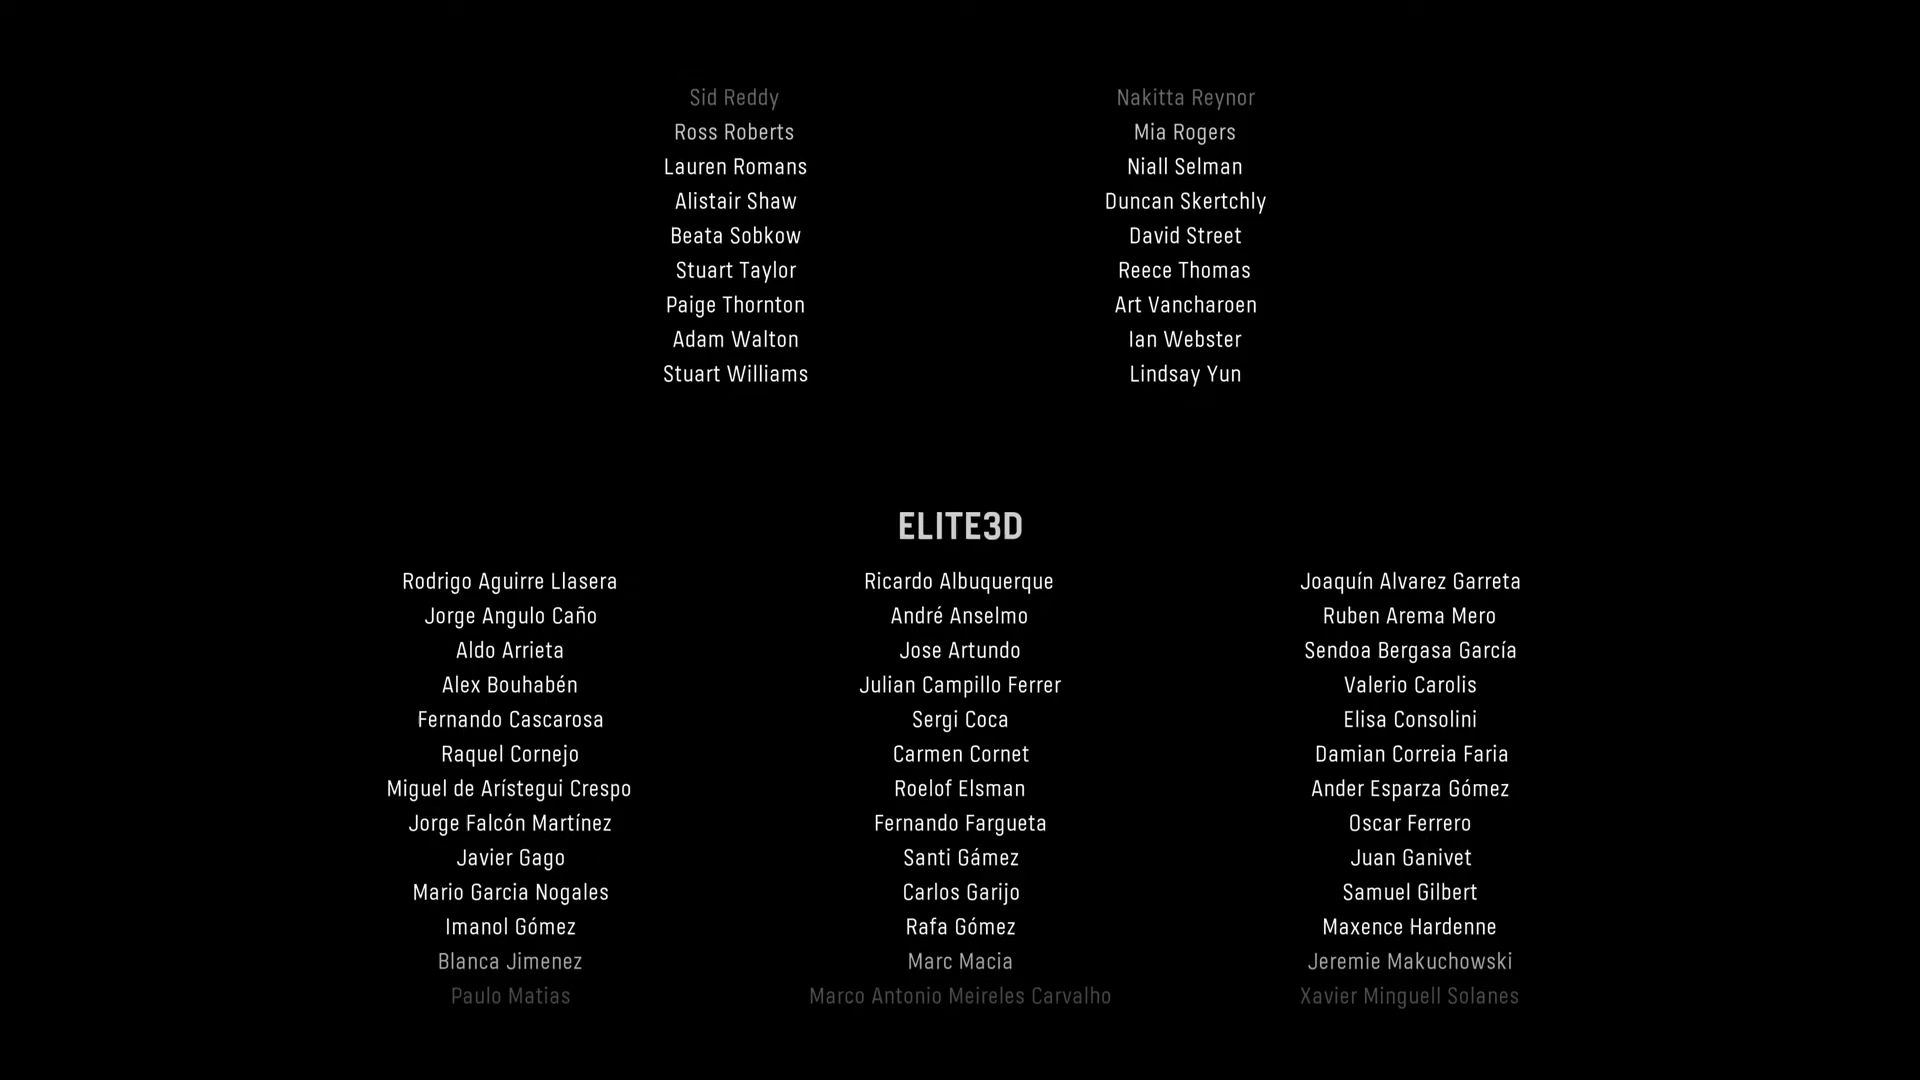 Sid Reddy Nakitta Reynor
Ross Roberts Mia Rogers
Lauren Romans Niall Selman
Alistair Shaw Duncan Skertchly
Beata Sobkow David Street
Stuart Taylor Reece Thomas
Paige Thornton Art Vancharoen
Adam Walton Ian Webster
Stuart Williams Lindsay Yun
ELITE3D
Rodrigo Aguirre Llasera Ricardo Albuquerque Joaquín Alvarez Garreta
Jorge Angulo Caño André Anselmo Ruben Arema Mero
Aldo Arrieta Jose Artundo Sendoa Bergasa García
Alex Bouhabén Julian Campillo Ferrer Valerio Carolis
Fernando Cascarosa Sergi Coca Elisa Consolini
Raquel Cornejo Carmen Cornet Damian Correia Faria
Miguel de Arístegui Crespo Roelof Elsman Ander Esparza Gómez
Jorge Falcón Martínez Fernando Fargueta Oscar Ferrero
Javier Gago Santi Gámez Juan Ganivet
Mario Garcia Nogales Carlos Garijo Samuel Gilbert
Imanol Gómez Rafa Gómez Maxence Hardenne
Blanca Jimenez Marc Macia Jeremie Makuchowski
Paulo Matias Marco Antonio Meireles Carvalho Xavier Minguell Solanes